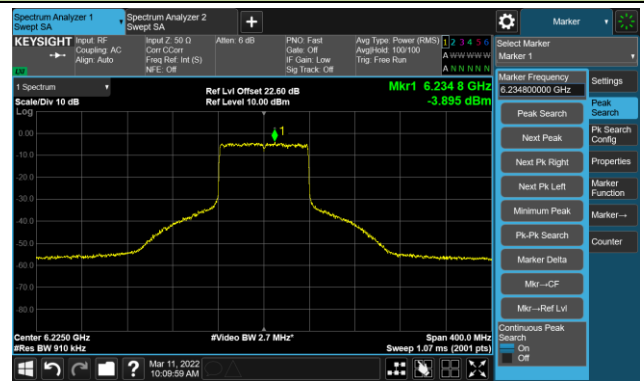 Spectrum Analyzer 1
Swept SA
Spectrum Analyzer 2
Swept SA
+
Marker
KEYSIGHT
Input: RF
Coupling: AC
Align: Auto
Input Z: 50 Ω
Corr CCorr
Freq Ref: Int (S)
NFE: Off
Atten: 6 dB
PNO: Fast
Gate: Off
IF Gain: Low
Sig Track: Off
Avg Type: Power (RMS)
Avg|Hold: 100/100
Trig: Free Run
1 2 3 4 5 6
A W W W W W
A N N N N N
LV
Select Marker
Marker 1
1 Spectrum
Scale/Div 10 dB
Log
Ref Lvl Offset 22.60 dB
Ref Level 10.00 dBm
Mkr1 6.234 8 GHz
-3.895 dBm
1
0.00
-10.0
-20.0
-30.0
-40.0
-50.0
-60.0
-70.0
-80.0
Center 6.2250 GHz
#Res BW 910 kHz
#Video BW 2.7 MHz*
Span 400.0 MHz
Sweep 1.07 ms (2001 pts)
Marker Frequency
6.234800000 GHz
Peak Search
Next Peak
Next Pk Right
Next Pk Left
Minimum Peak
Pk-Pk Search
Marker Delta
Mkr→CF
Mkr→Ref Lvl
Continuous Peak
Search
On
Off
Settings
Peak
Search
Pk Search
Config
Properties
Marker
Function
Marker→
Counter
?
Mar 11, 2022
10:09:59 AM